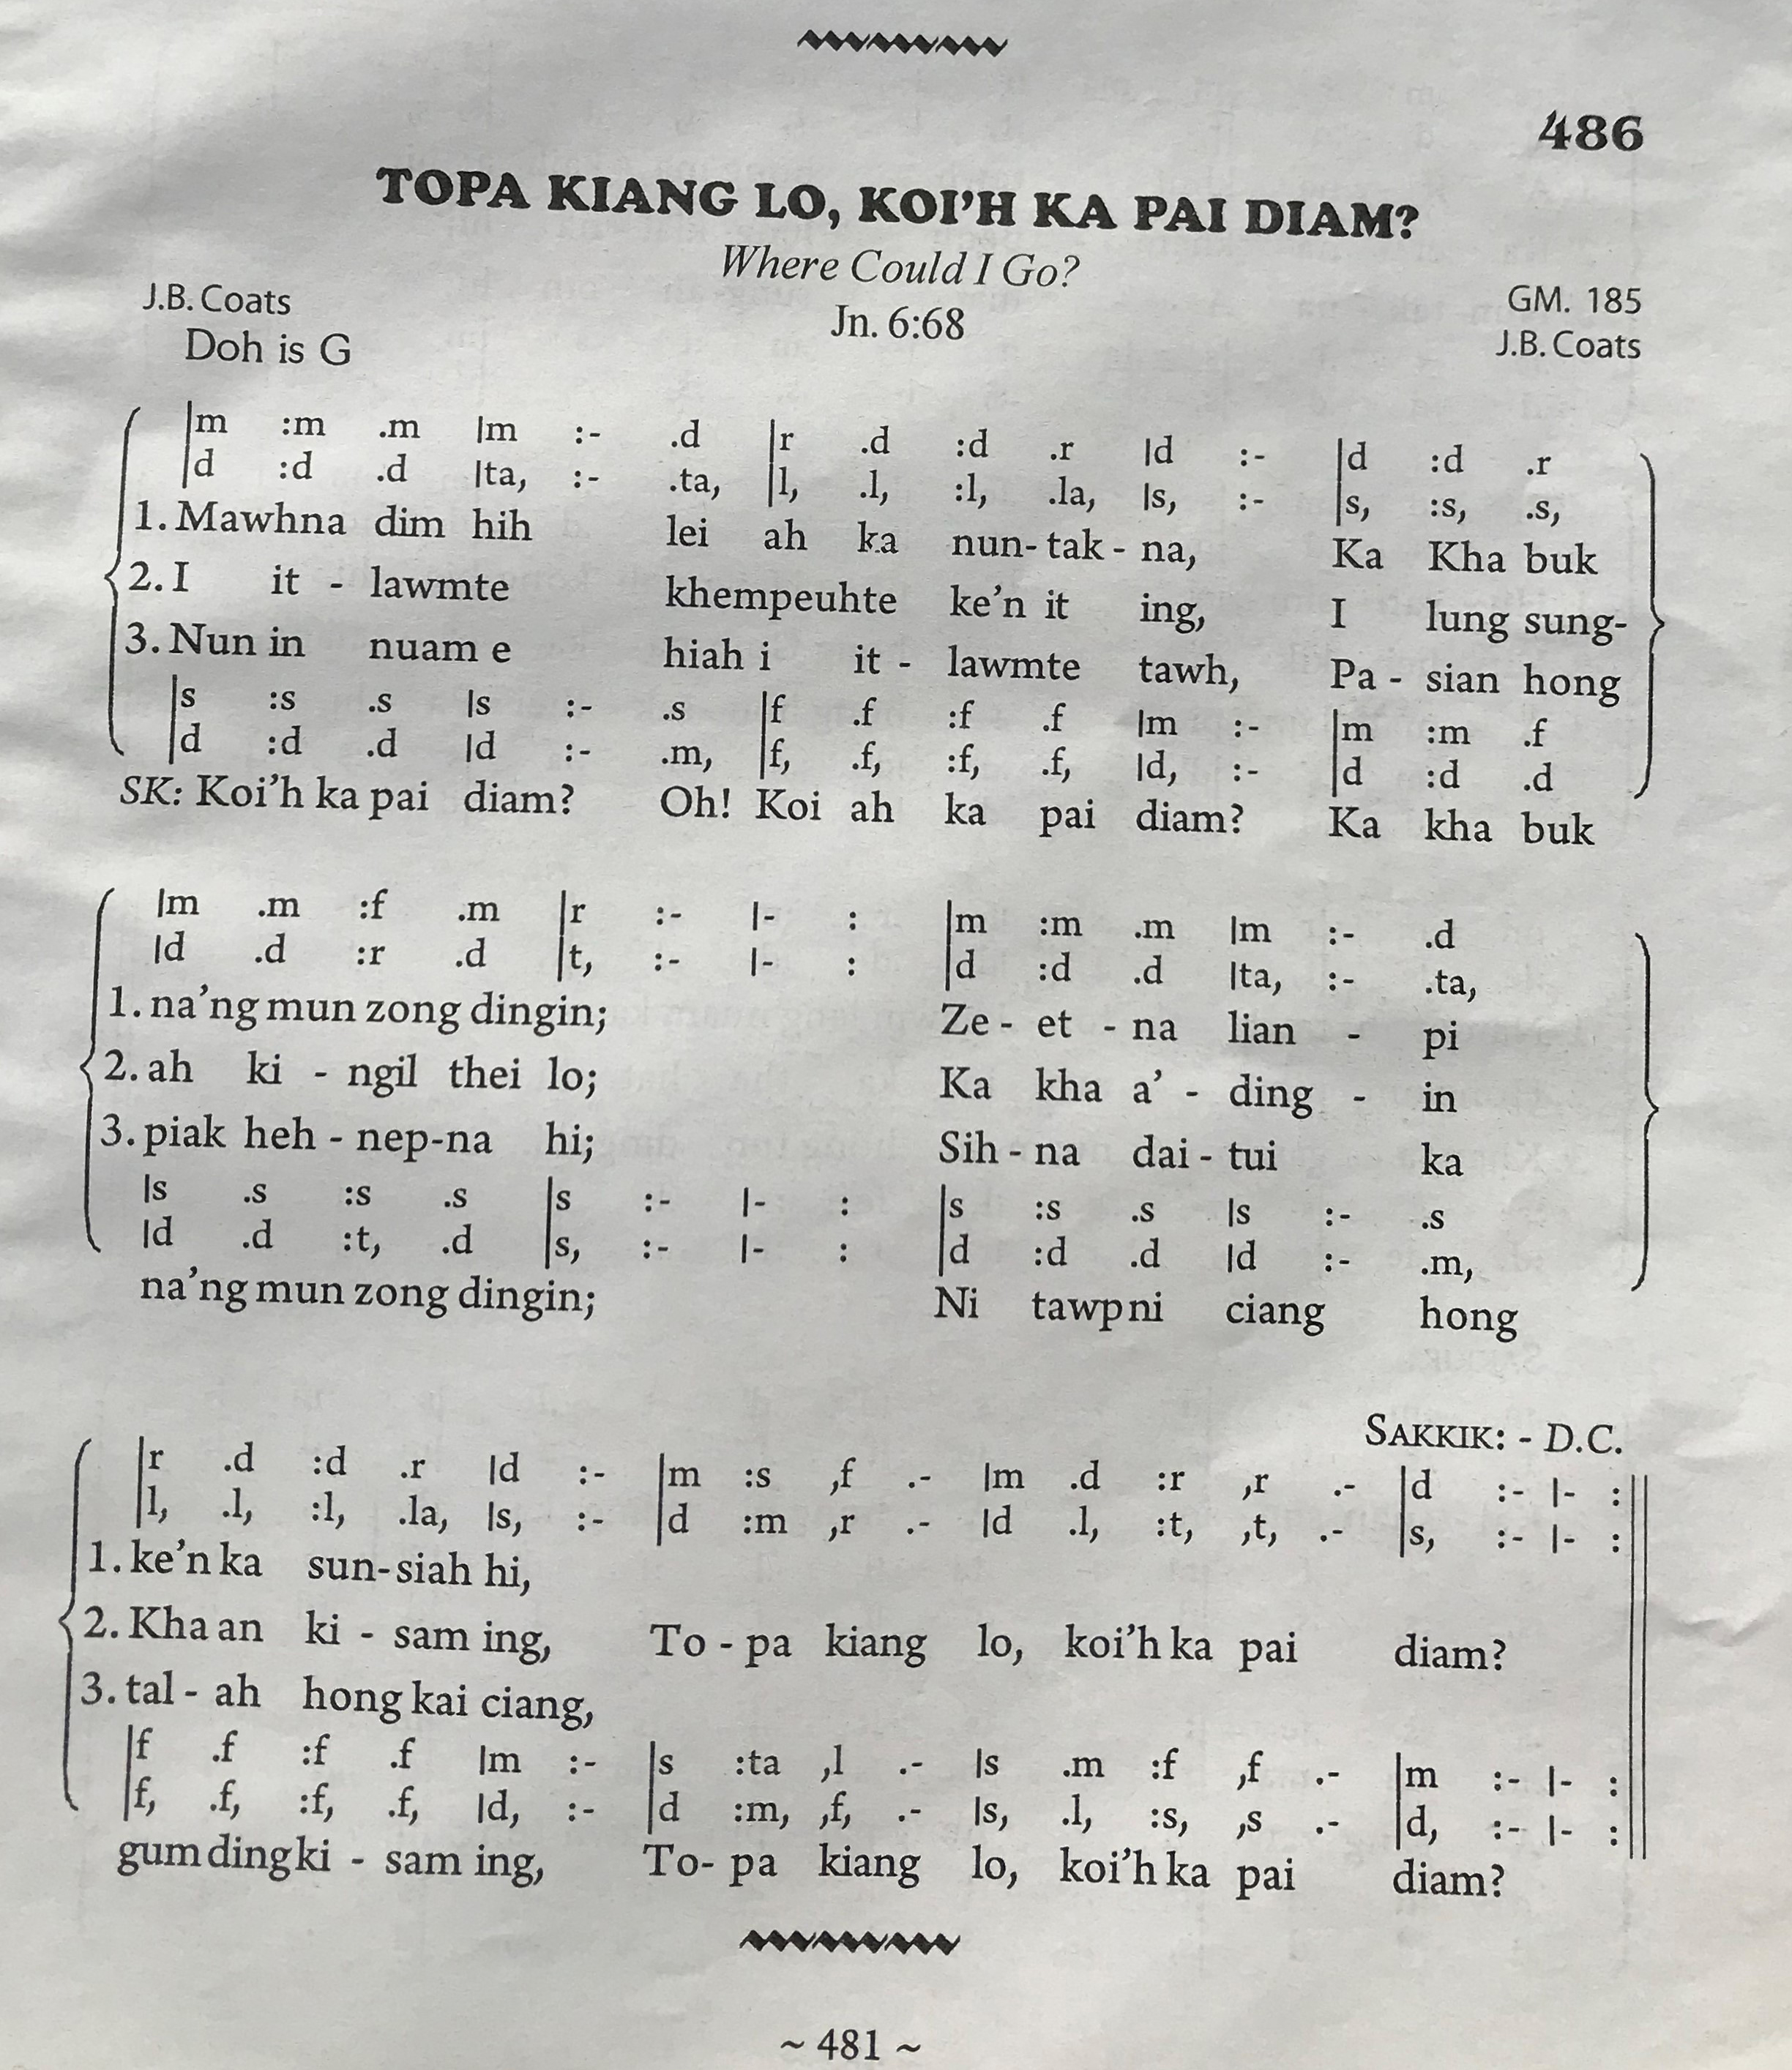 486
TOPA KIANG LO, KOI'H KA PAI DIAM?
Where Could I Go?
J.B. Coats Jn. 6:68 GM. 185
Doh is G J.B. Coats
|m :m .m |m :- .d |r .d :d .r |d :- |d :d .r
|d :d .d |ta, :- .ta, |l, .l, :l, .la, |s, :- |s, :s, .s,
1. Mawhna dim hih lei ah ka nun- tak - na, Ka Kha buk
2. I it - lawmte khempeuhte ke'n it ing, I lung sung-
3. Nun in nuam e hiah i it - lawmte tawh, Pa - sian hong
|s :s .s |s :- .s |f .f :f .f |m :- |m :m .f
|d :d .d |d :- .m, |f, .f, :f, .f, |d, :- |d :d .d
SK: Koi'h ka pai diam? Oh! Koi ah ka pai diam? Ka kha buk
|m .m :f .m |r :- |- : |m :m .m |m :- .d
|d .d :r .d |t, :- |- : |d :d .d |ta, :- .ta,
1. na'ng mun zong dingin; Ze - et - na lian - pi
2. ah ki - ngil thei lo; Ka kha a' - ding - in
3. piak heh - nep-na hi; Sih - na dai - tui ka
|s .s :s .s |s :- |- : |s :s .s |s :- .s
|d .d :t, .d |s, :- |- : |d :d .d |d :- .m,
na'ng mun zong dingin; Ni tawpni ciang hong
SAKKIK: - D.C.
|r .d :d .r |d :- |m :s ,f .- |m .d :r ,r .- |d :- |- :||
|l, .l, :l, .la, |s, :- |d :m ,r .- |d .l, :t, ,t, .- |s, :- |- :||
1. ke'n ka sun-siah hi,
2. Kha an ki - sam ing, To - pa kiang lo, koi'h ka pai diam?
3. tal - ah hong kai ciang,
|f .f :f .f |m :- |s :ta ,l .- |s .m :f ,f .- |m :- |- :||
|f, .f, :f, .f, |d, :- |d :m, ,f, .- |s, .l, :s, ,s .- |d, :- |- :||
gum ding ki - sam ing, To- pa kiang lo, koi'h ka pai diam?
~ 481 ~